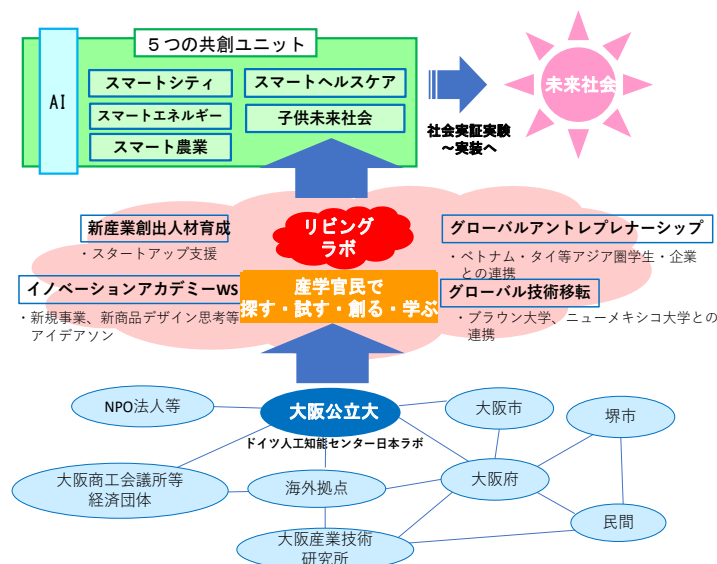 ５つの共創ユニット
AI
スマートシティ
スマートヘルスケア
スマートエネルギー
子供未来社会
スマート農業
社会実証実験
～実装へ
未来社会
リビング
ラボ
新産業創出人材育成
・スタートアップ支援
グローバルアントレプレナーシップ
・ベトナム・タイ等アジア圏学生・企業
との連携
イノベーションアカデミーWS
・新規事業、新商品デザイン思考等
アイデアソン
産学官民で
探す・試す・創る・学ぶ
グローバル技術移転
・ブラウン大学、ニューメキシコ大学との
連携
NPO法人等
大阪公立大
大阪市
堺市
ドイツ人工知能センター日本ラボ
大阪商工会議所等
経済団体
海外拠点
大阪府
民間
大阪産業技術
研究所